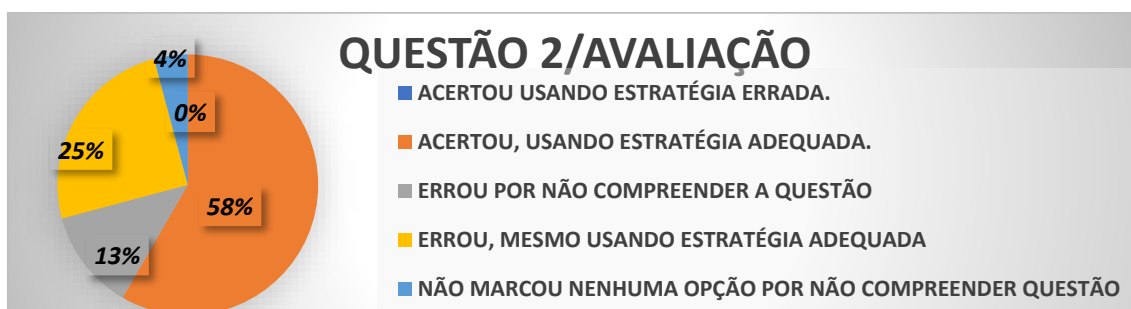 QUESTÃO 2/AVALIAÇÃO
4%
0%
25%
58%
13%
ACERTOU USANDO ESTRATÉGIA ERRADA.
ACERTOU, USANDO ESTRATÉGIA ADEQUADA.
ERROU POR NÃO COMPREENDER A QUESTÃO
ERROU, MESMO USANDO ESTRATÉGIA ADEQUADA
NÃO MARCOU NENHUMA OPÇÃO POR NÃO COMPREENDER QUESTÃO